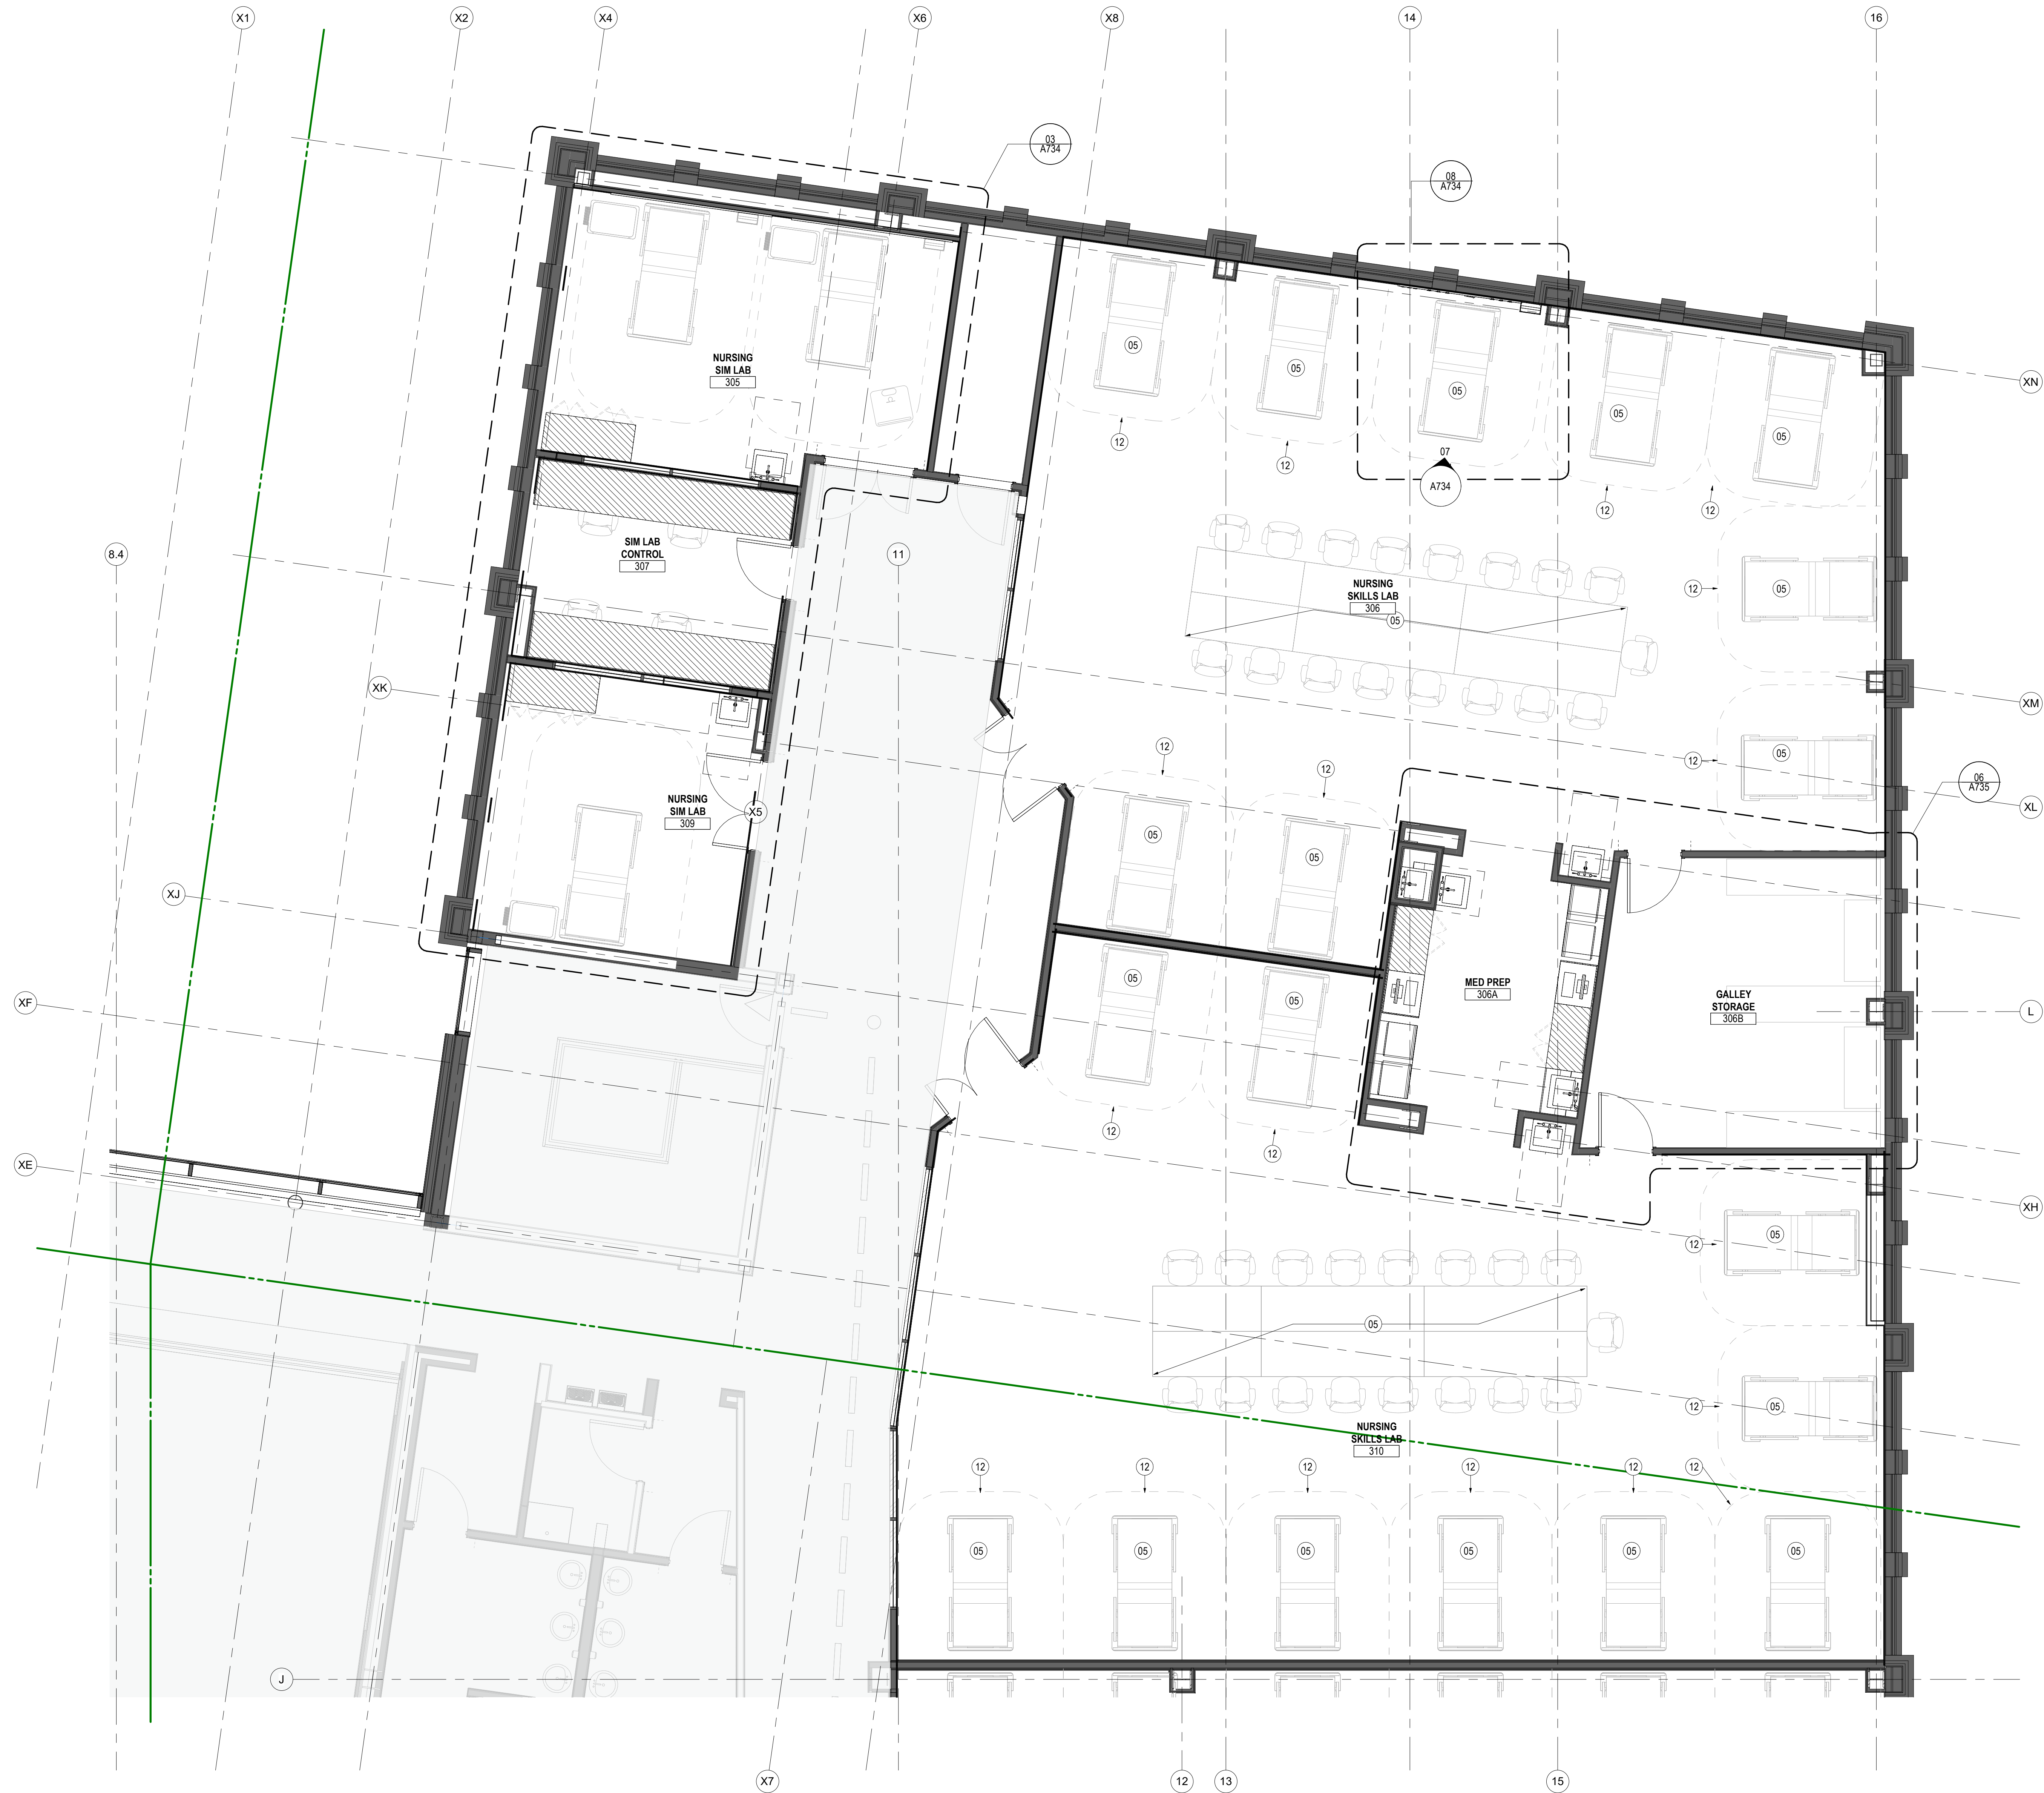 X1
X2
X4
X6
X8
14
16
03
A734
08
A734
XN
05
05
05
05
05
NURSING
SIM LAB
305
12
12
07
A734
12
12
8.4
11
SIM LAB
CONTROL
307
NURSING
SKILLS LAB
306
05
12
05
XK
XM
12
12
12
05
06
A735
XL
NURSING
SIM LAB
309
X5
05
05
XJ
05
05
MED PREP
306A
GALLEY
STORAGE
306B
XF
L
12
12
XE
XH
12
05
05
12
05
NURSING
SKILLS LAB
310
12
12
12
12
12
12
05
05
05
05
05
05
J
X7
12
13
15